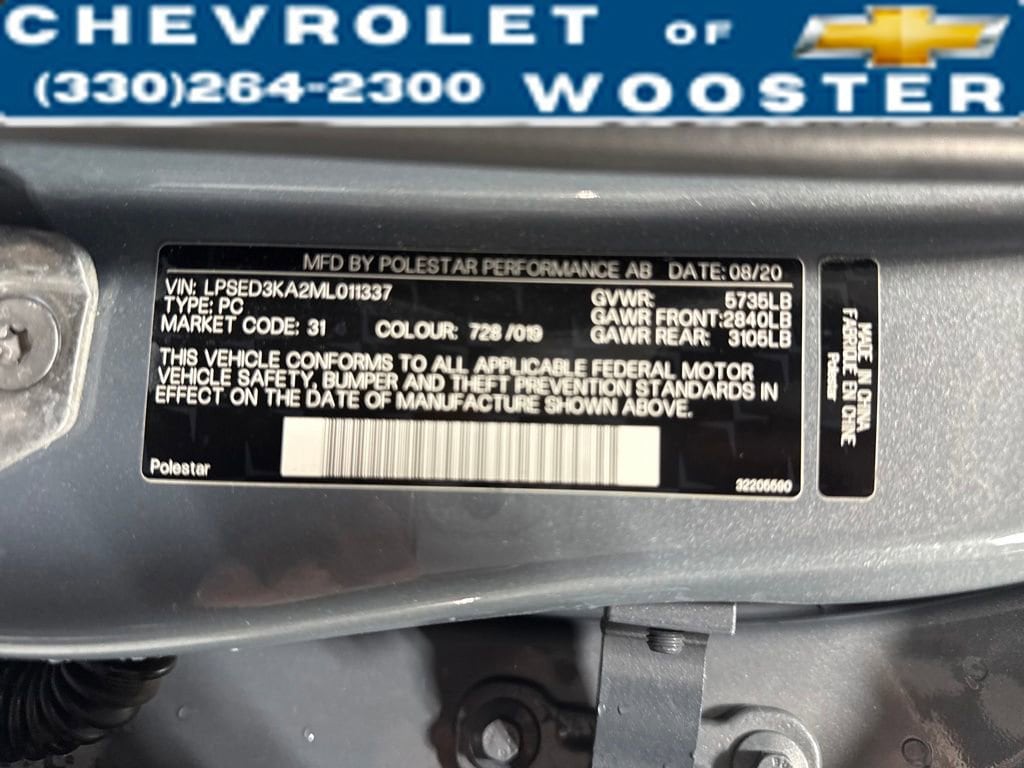 CHEVROLET OF
(330)264-2300 WOOSTER
MFD BY POLESTAR PERFORMANCE AB DATE: 08/20
VIN: LPSED3KA2ML011337
TYPE: PC
MARKET CODE: 31 COLOUR: 728 /019
GVWR: 5735LB
GAWR FRONT:2840LB
GAWR REAR: 3105LB
THIS VEHICLE CONFORMS TO ALL APPLICABLE FEDERAL MOTOR
VEHICLE SAFETY, BUMPER AND THEFT PREVENTION STANDARDS IN
EFFECT ON THE DATE OF MANUFACTURE SHOWN ABOVE.
Polestar
32205590
MADE IN CHINA
FABRIQUE EN CHINE
Polestar